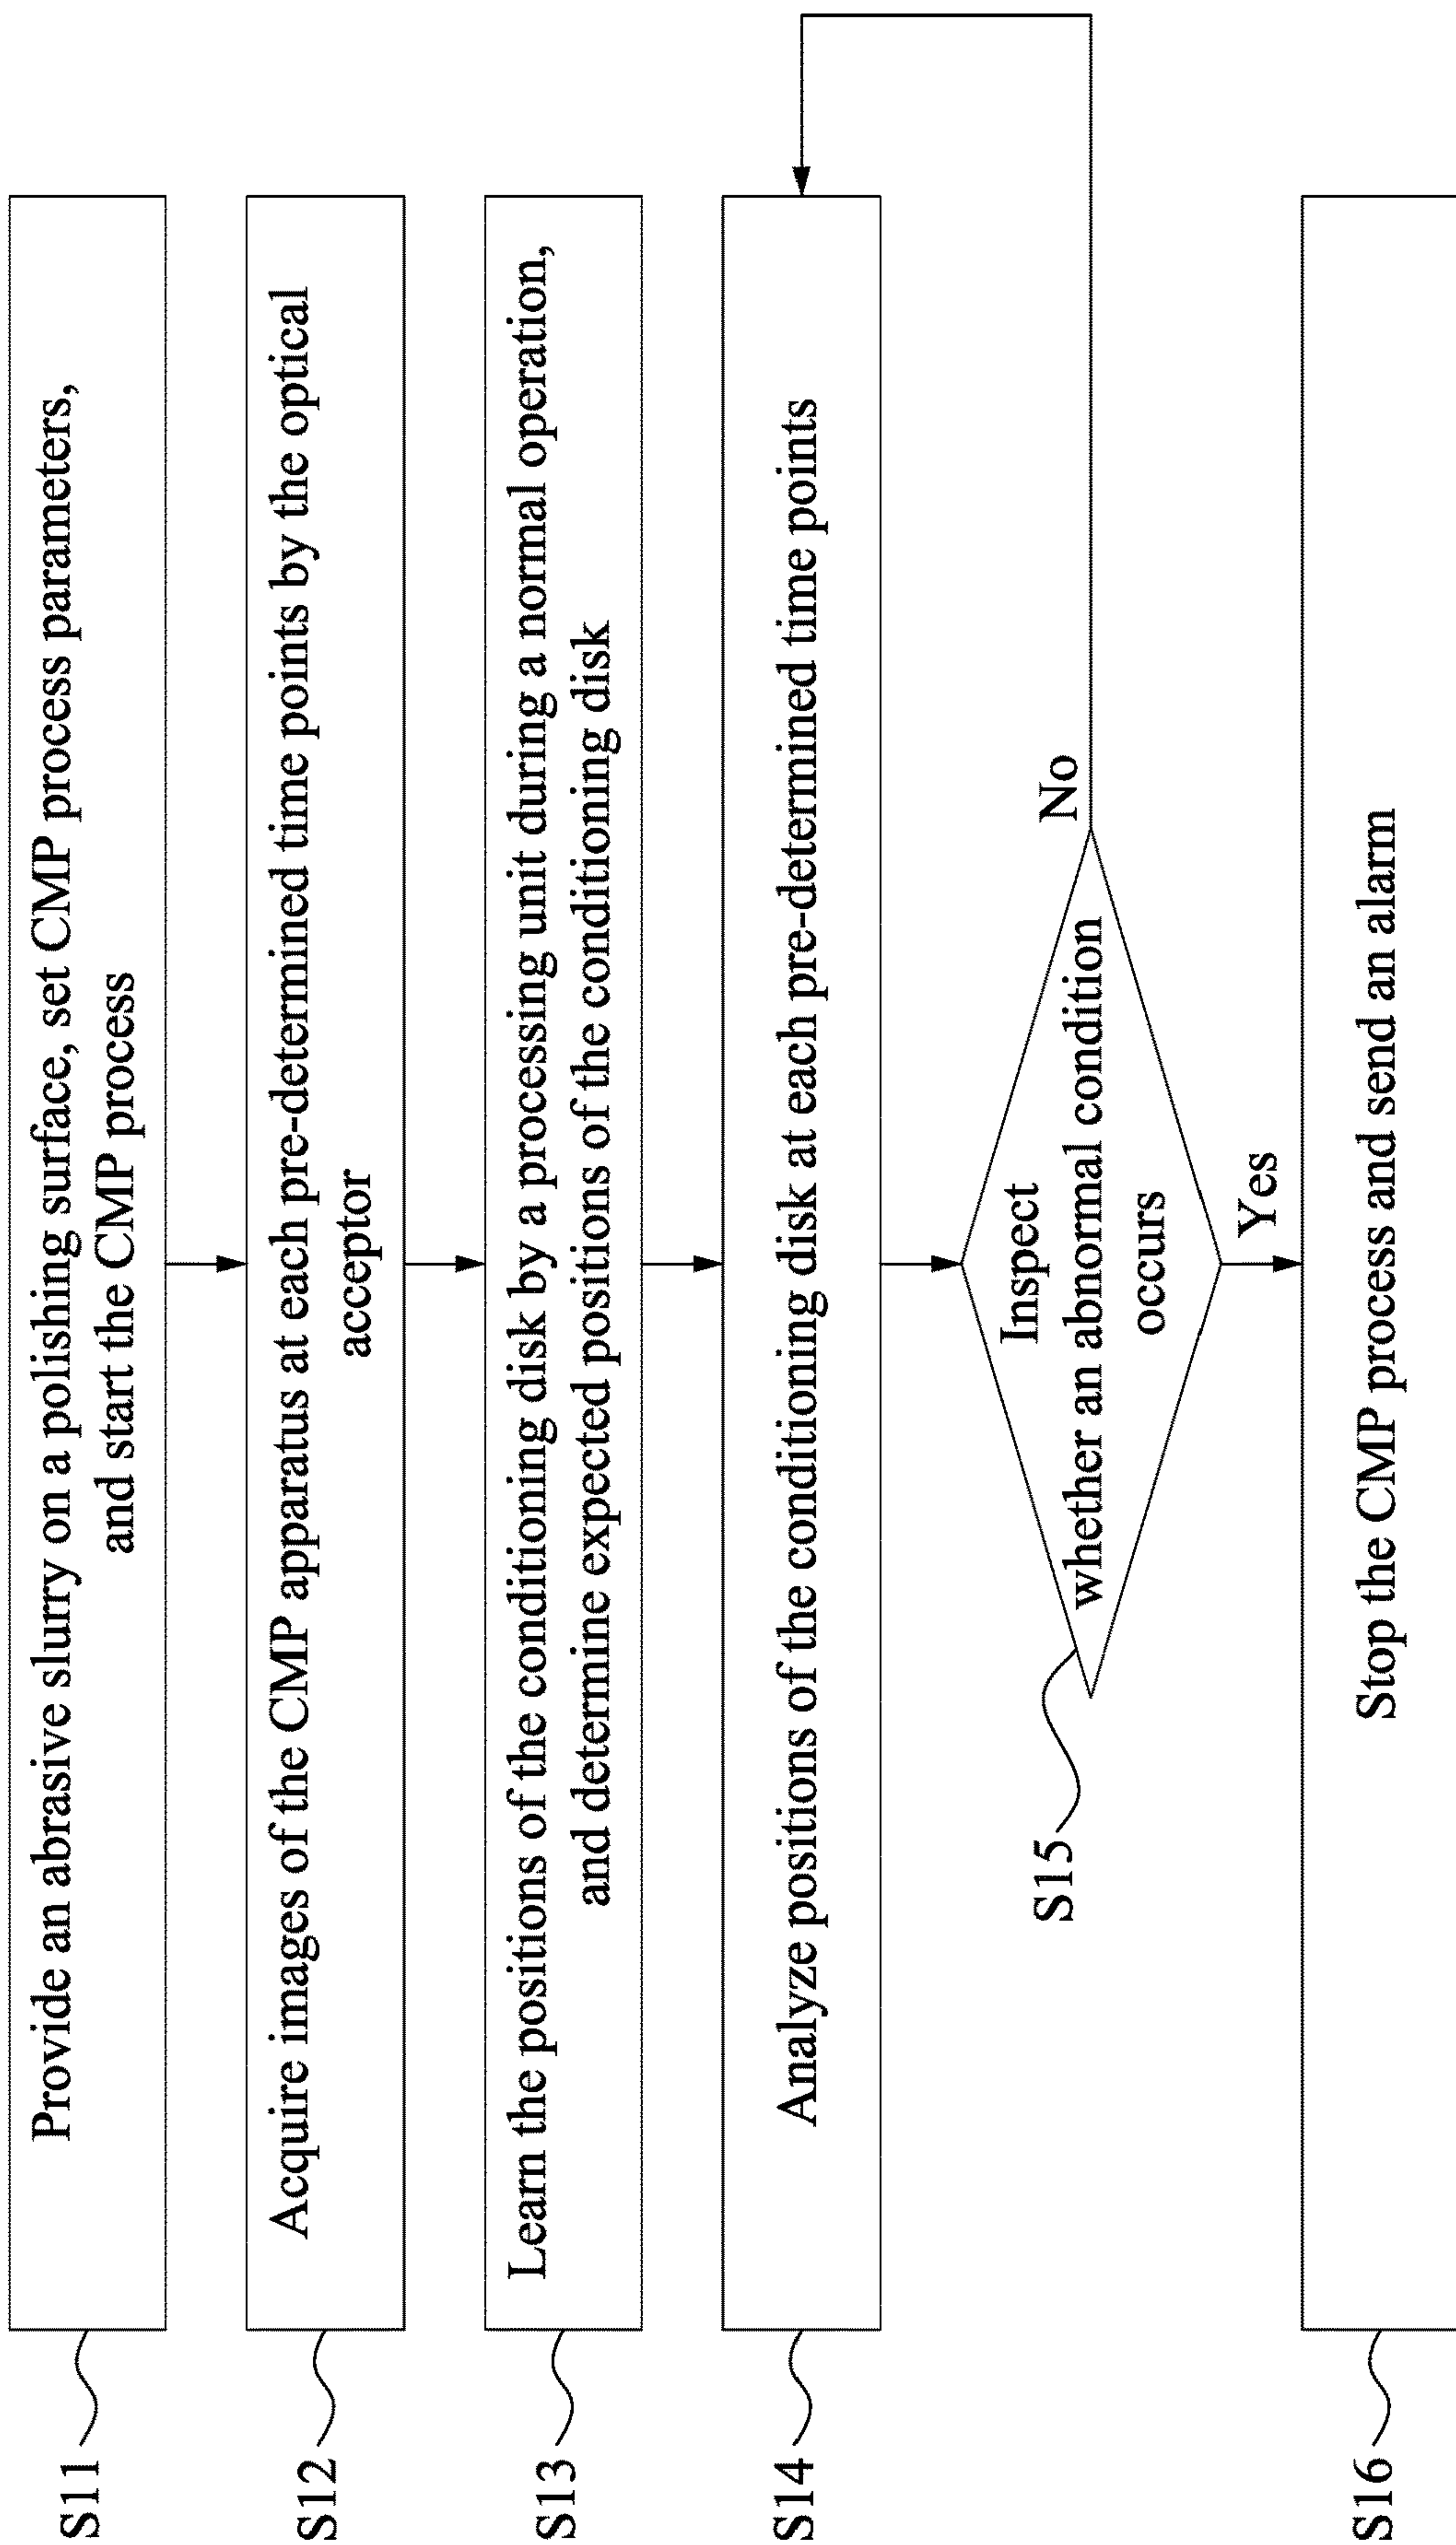 S11
Provide an abrasive slurry on a polishing surface, set CMP process parameters,
and start the CMP process
S12
Acquire images of the CMP apparatus at each pre-determined time points by the optical
acceptor
S13
Learn the positions of the conditioning disk by a processing unit during a normal operation,
and determine expected positions of the conditioning disk
S14
Analyze positions of the conditioning disk at each pre-determined time points
S15
Inspect
whether an abnormal condition
occurs
No
Yes
S16
Stop the CMP process and send an alarm